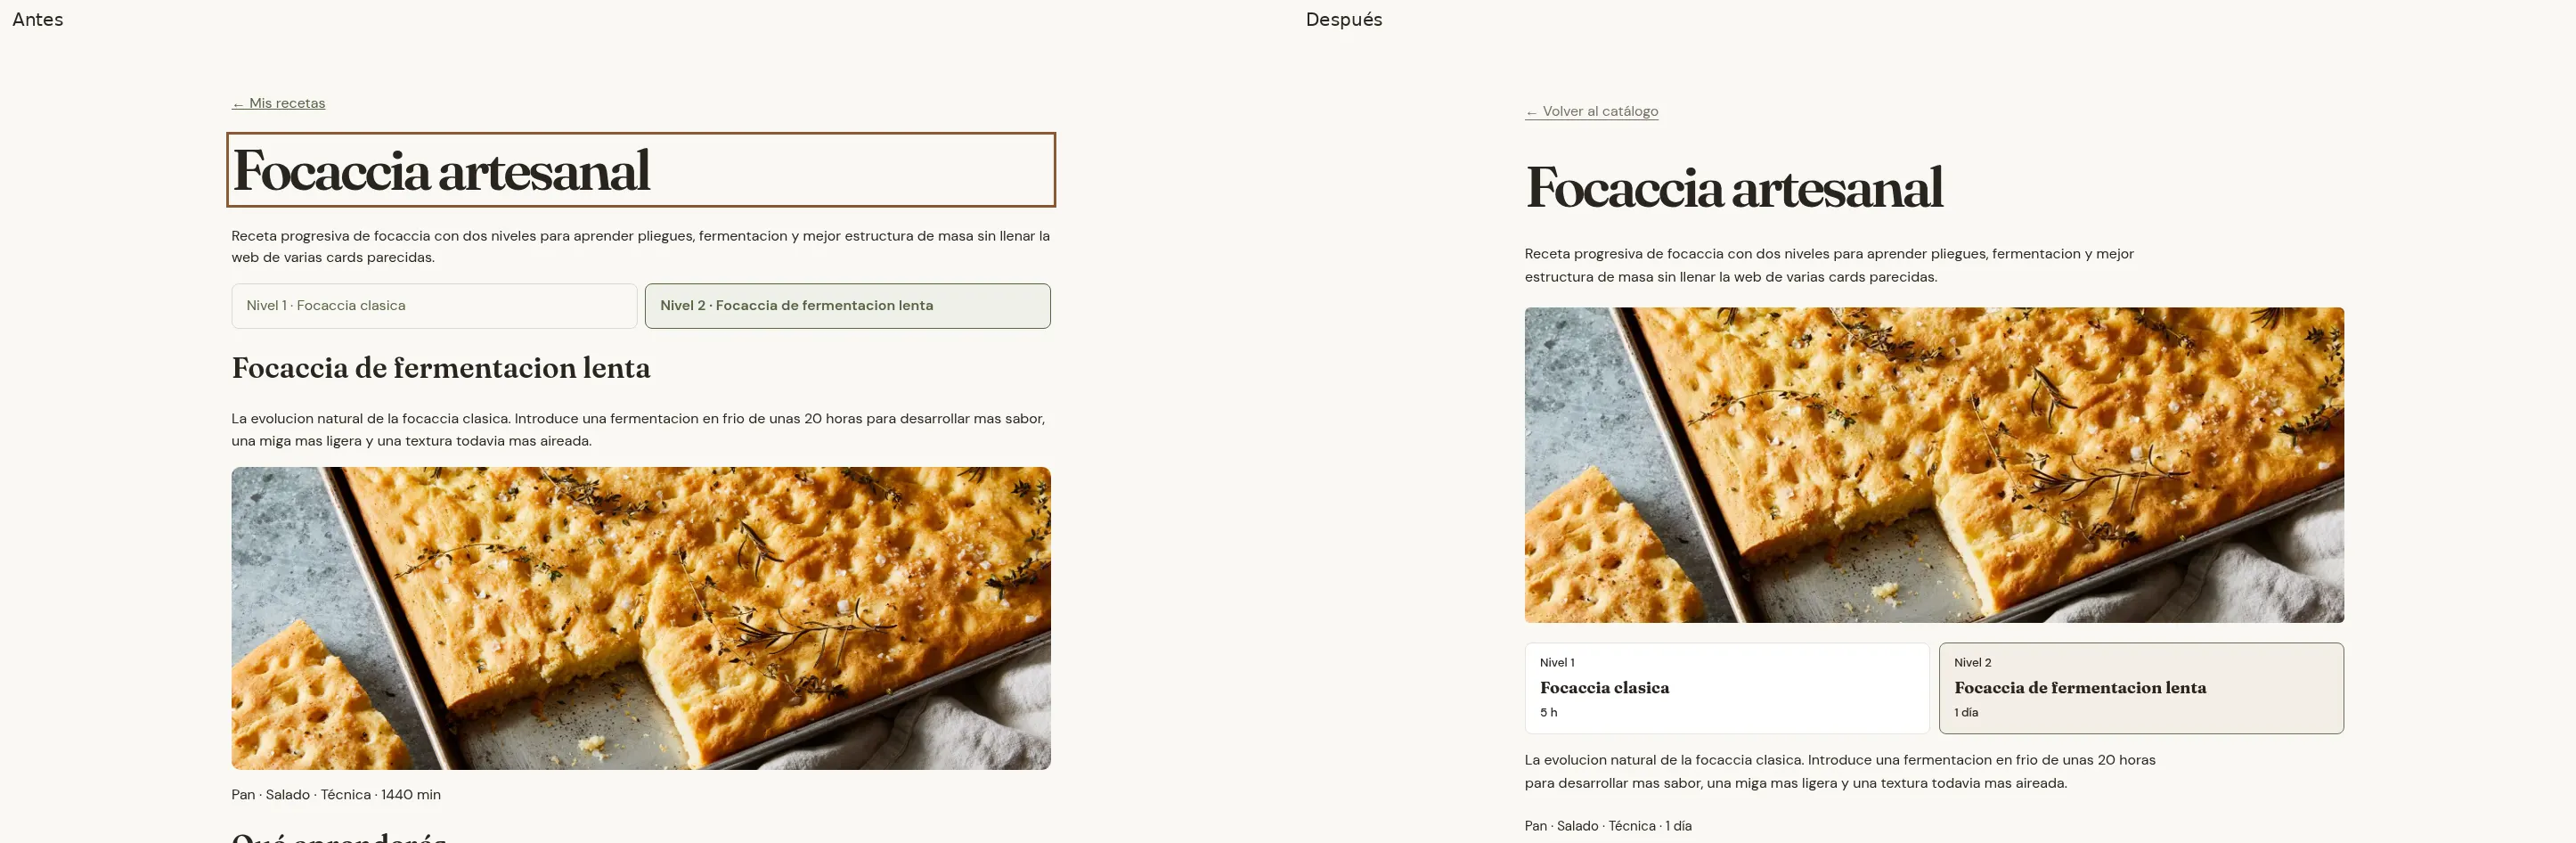 Antes
← Mis recetas
Focaccia artesanal
Receta progresiva de focaccia con dos niveles para aprender pliegues, fermentacion y mejor estructura de masa sin llenar la
web de varias cards parecidas.
Nivel 1 · Focaccia clasica
Nivel 2 · Focaccia de fermentacion lenta
Focaccia de fermentacion lenta
La evolucion natural de la focaccia clasica. Introduce una fermentacion en frio de unas 20 horas para desarrollar mas sabor,
una miga mas ligera y una textura todavia mas aireada.
Pan · Salado · Técnica · 1440 min
Qué aprenderás
Después
← Volver al catálogo
Focaccia artesanal
Receta progresiva de focaccia con dos niveles para aprender pliegues, fermentacion y mejor
estructura de masa sin llenar la web de varias cards parecidas.
Nivel 1
Focaccia clasica
5 h
Nivel 2
Focaccia de fermentacion lenta
1 día
La evolucion natural de la focaccia clasica. Introduce una fermentacion en frio de unas 20 horas
para desarrollar mas sabor, una miga mas ligera y una textura todavia mas aireada.
Pan · Salado · Técnica · 1 día